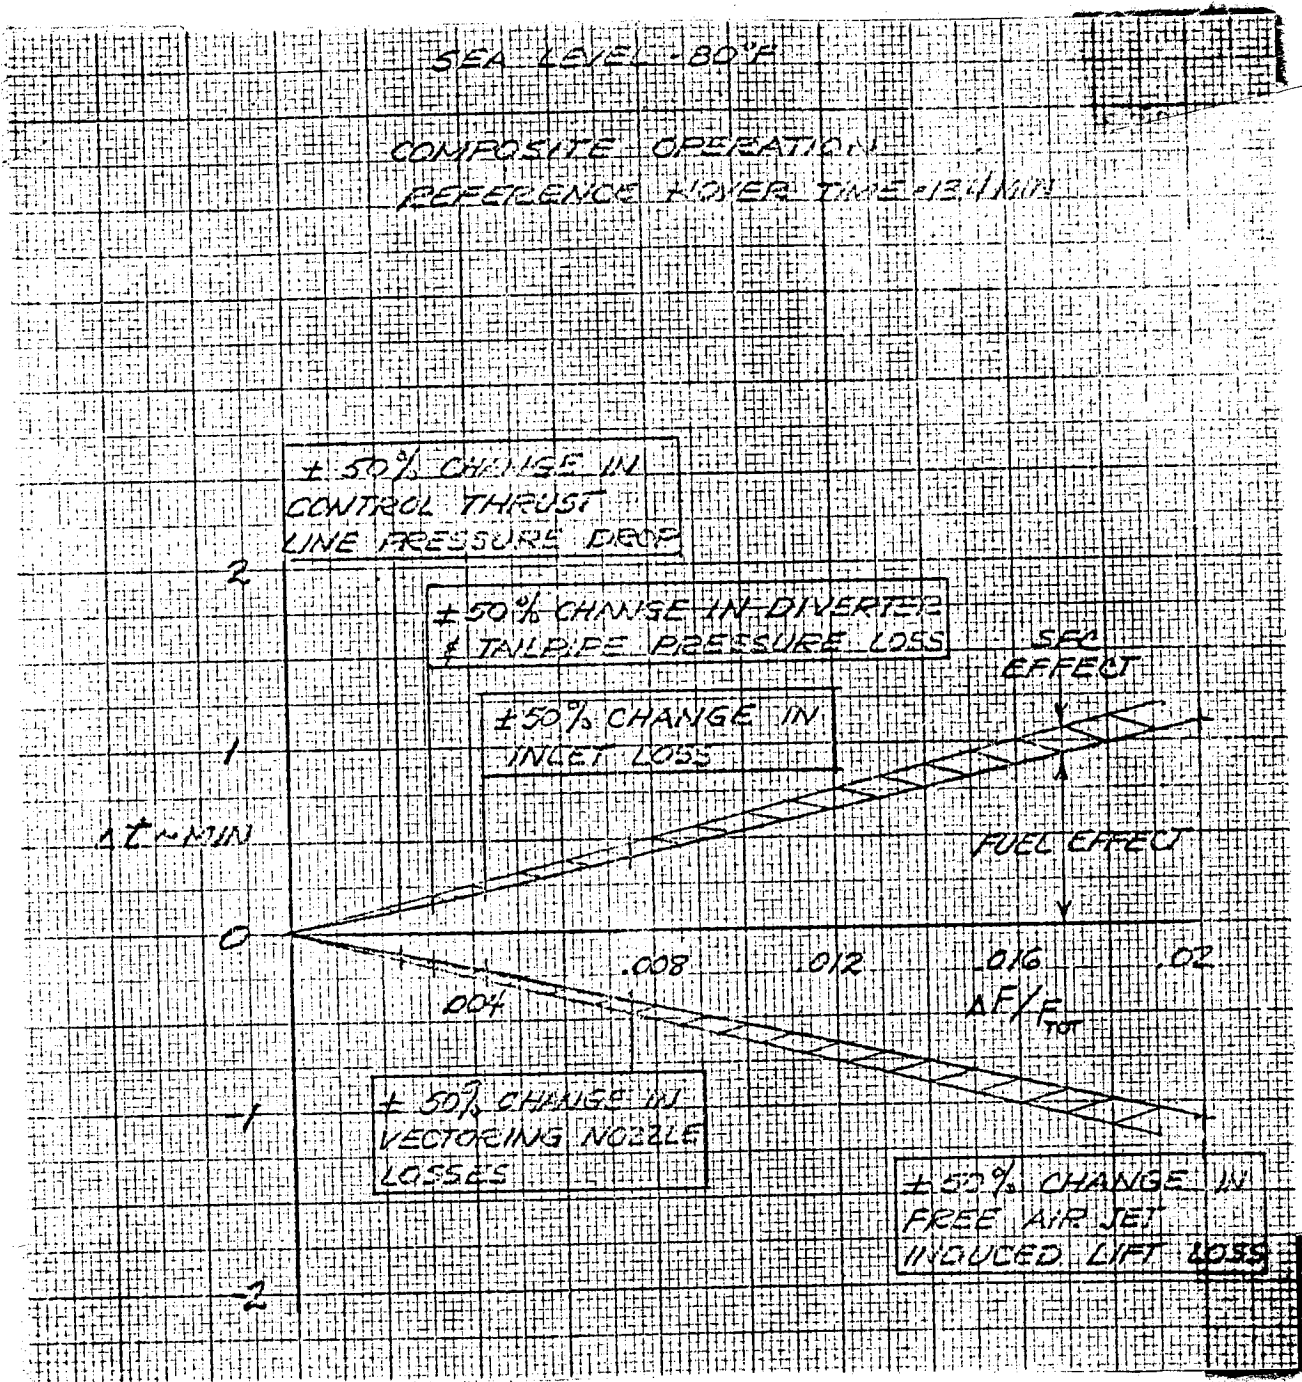 SEA LEVEL -80°F
COMPOSITE OPERATION
REFERENCE HOVER TIME = 13.4 MIN
± 50% CHANGE IN
CONTROL THRUST
LINE PRESSURE DROP
2
±50% CHANGE IN DIVERTER
& TAILPIPE PRESSURE LOSS
SFC
EFFECT
±50% CHANGE IN
INLET LOSS
1
Δt ~ MIN
FUEL EFFECT
0
.008 .012 .016 .02
.004
ΔF/F_TOT
-1
± 50% CHANGE IN
VECTORING NOZZLE
LOSSES
± 50% CHANGE IN
FREE AIR JET
INDUCED LIFT LOSS
-2